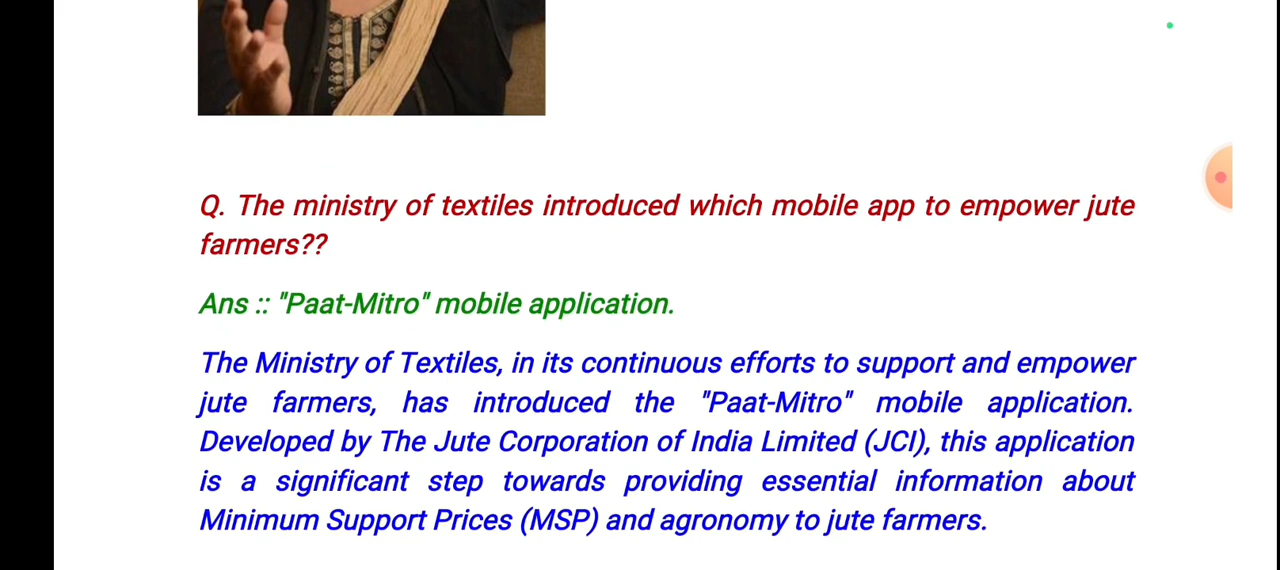 Q. The ministry of textiles introduced which mobile app to empower jute
farmers??
Ans :: "Paat-Mitro" mobile application.
The Ministry of Textiles, in its continuous efforts to support and empower
jute farmers, has introduced the "Paat-Mitro" mobile application.
Developed by The Jute Corporation of India Limited (JCI), this application
is a significant step towards providing essential information about
Minimum Support Prices (MSP) and agronomy to jute farmers.